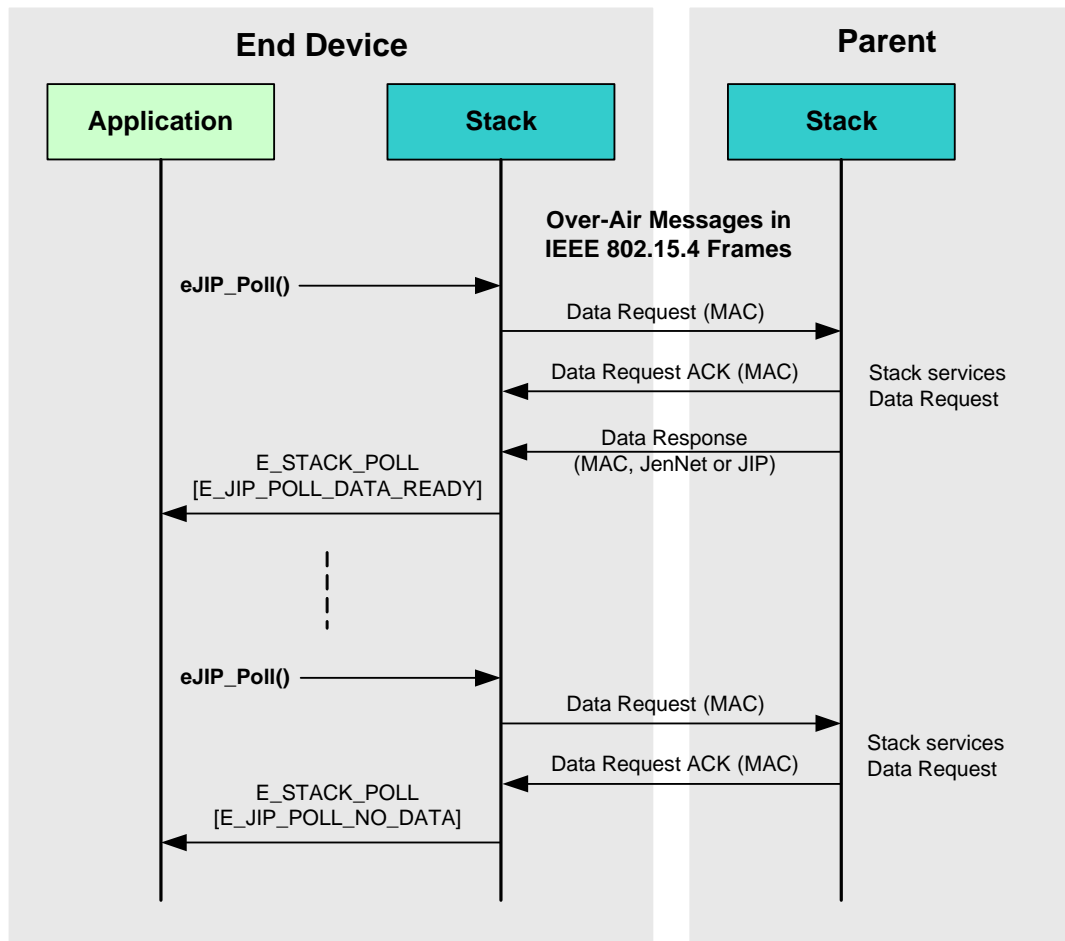 End Device
Parent
Application
Stack
Stack
Over-Air Messages in
IEEE 802.15.4 Frames
eJIP_Poll()
Data Request (MAC)
Data Request ACK (MAC)
Stack services
Data Request
Data Response
(MAC, JenNet or JIP)
E_STACK_POLL
[E_JIP_POLL_DATA_READY]
eJIP_Poll()
Data Request (MAC)
Stack services
Data Request
Data Request ACK (MAC)
E_STACK_POLL
[E_JIP_POLL_NO_DATA]